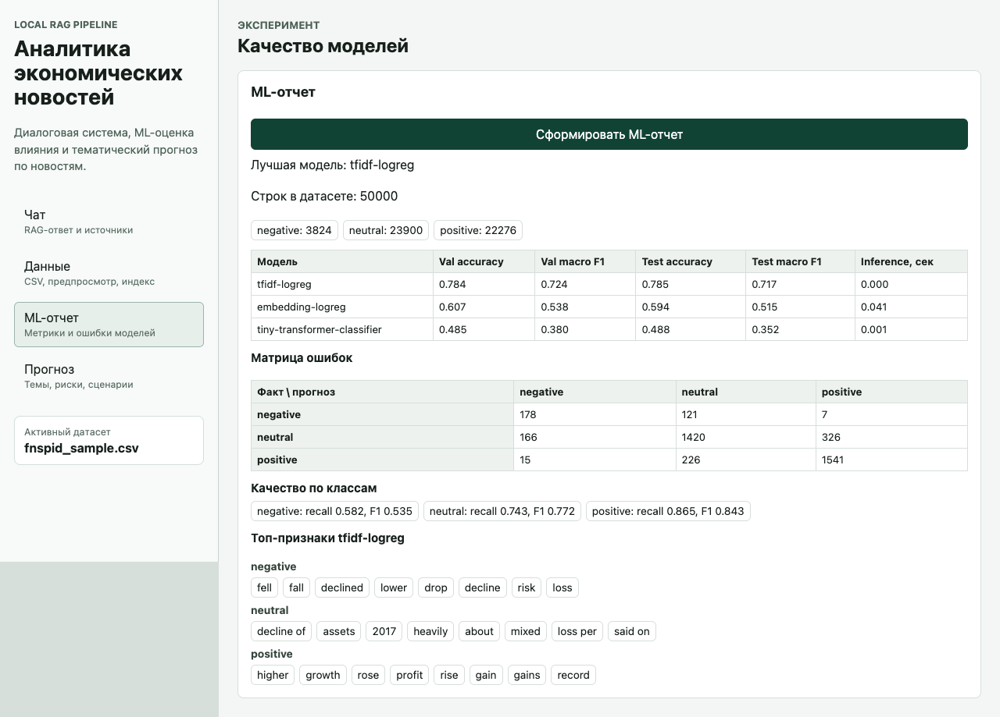 LOCAL RAG PIPELINE
Аналитика
экономических
новостей
Диалоговая система, ML-оценка
влияния и тематический прогноз
по новостям.
Чат
RAG-ответ и источники
Данные
CSV, предпросмотр, индекс
ML-отчет
Метрики и ошибки моделей
Прогноз
Темы, риски, сценарии
Активный датасет
fnspid_sample.csv
ЭКСПЕРИМЕНТ
Качество моделей
ML-отчет
Сформировать ML-отчет
Лучшая модель: tfidf-logreg
Строк в датасете: 50000
negative: 3824 neutral: 23900 positive: 22276
Модель Val accuracy Val macro F1 Test accuracy Test macro F1 Inference, сек
tfidf-logreg 0.784 0.724 0.785 0.717 0.000
embedding-logreg 0.607 0.538 0.594 0.515 0.041
tiny-transformer-classifier 0.485 0.380 0.488 0.352 0.001
Матрица ошибок
Факт \ прогноз negative neutral positive
negative 178 121 7
neutral 166 1420 326
positive 15 226 1541
Качество по классам
negative: recall 0.582, F1 0.535 neutral: recall 0.743, F1 0.772 positive: recall 0.865, F1 0.843
Топ-признаки tfidf-logreg
negative
fell fall declined lower drop decline risk loss
neutral
decline of assets 2017 heavily about mixed loss per said on
positive
higher growth rose profit rise gain gains record